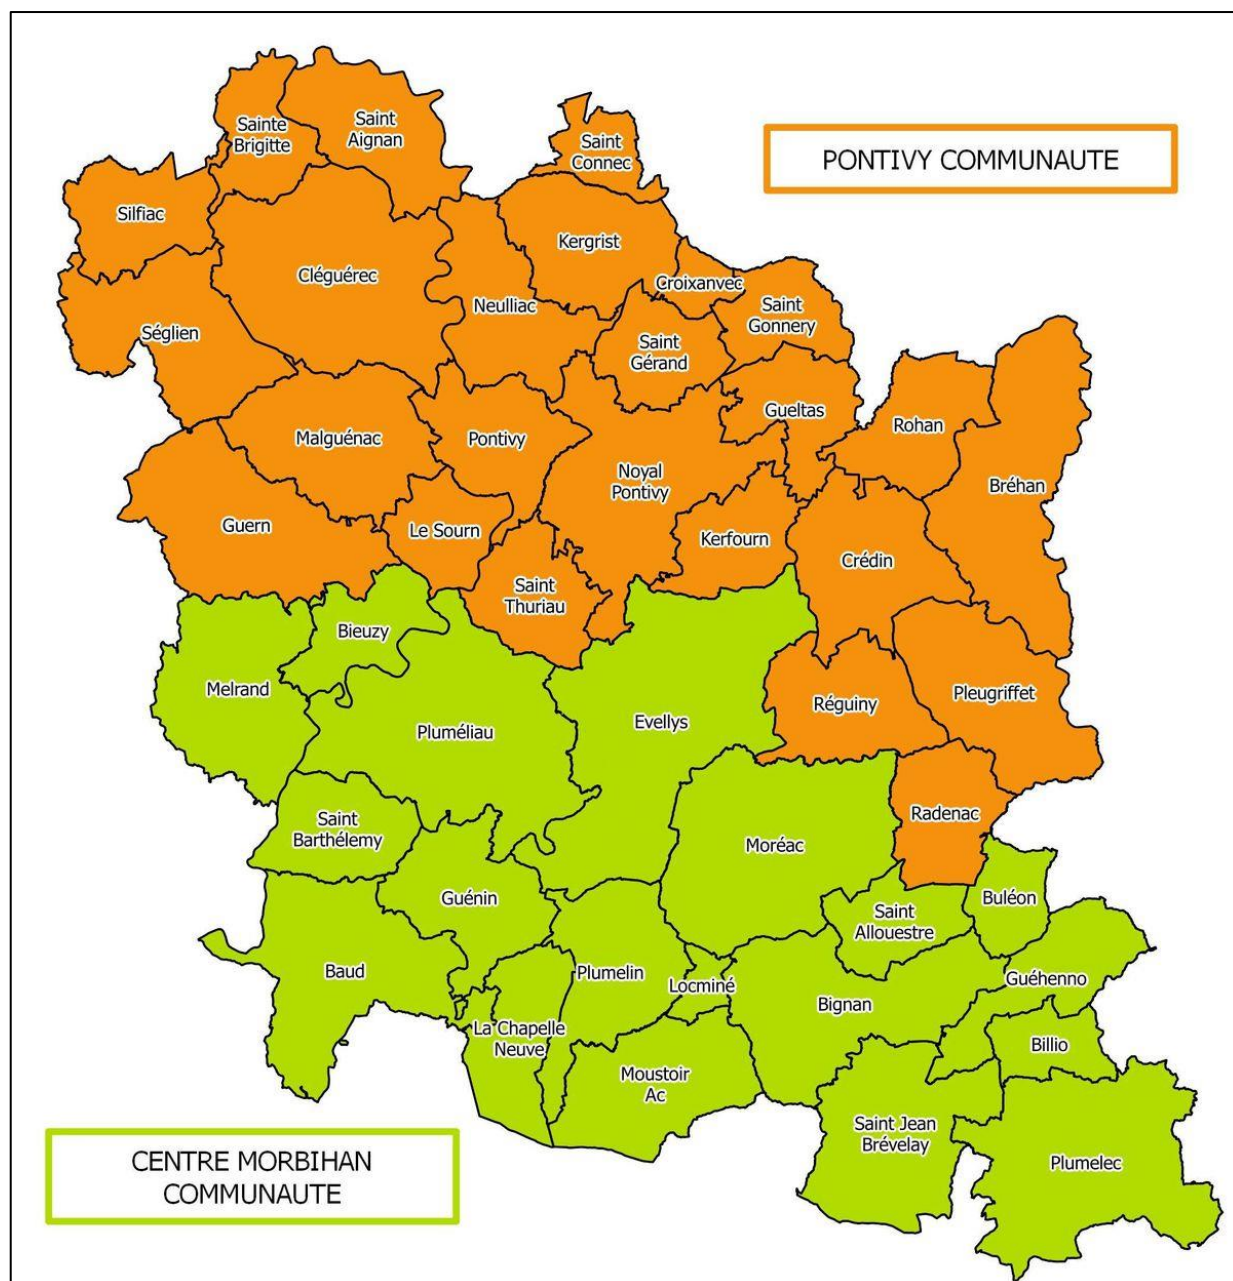 Sainte
Brigitte
Saint
Aignan
Saint
Connec
PONTIVY COMMUNAUTE
Silfiac
Kergrist
Cléguérec
Croixanvec
Neulliac
Saint
Gonnery
Séglien
Saint
Gérand
Gueltas
Rohan
Malguénac
Pontivy
Noyal
Pontivy
Bréhan
Guern
Le Sourn
Kerfourn
Crédin
Saint
Thuriau
Bieuzy
Melrand
Pluméliau
Evellys
Réguiny
Pleugriffet
Saint
Barthélemy
Moréac
Radenac
Guénin
Saint
Allouestre
Buléon
Baud
Plumelin
Locminé
Bignan
Guéhenno
La Chapelle
Neuve
Billio
Moustoir
Ac
Saint Jean
Brévelay
Plumelec
CENTRE MORBIHAN
COMMUNAUTE